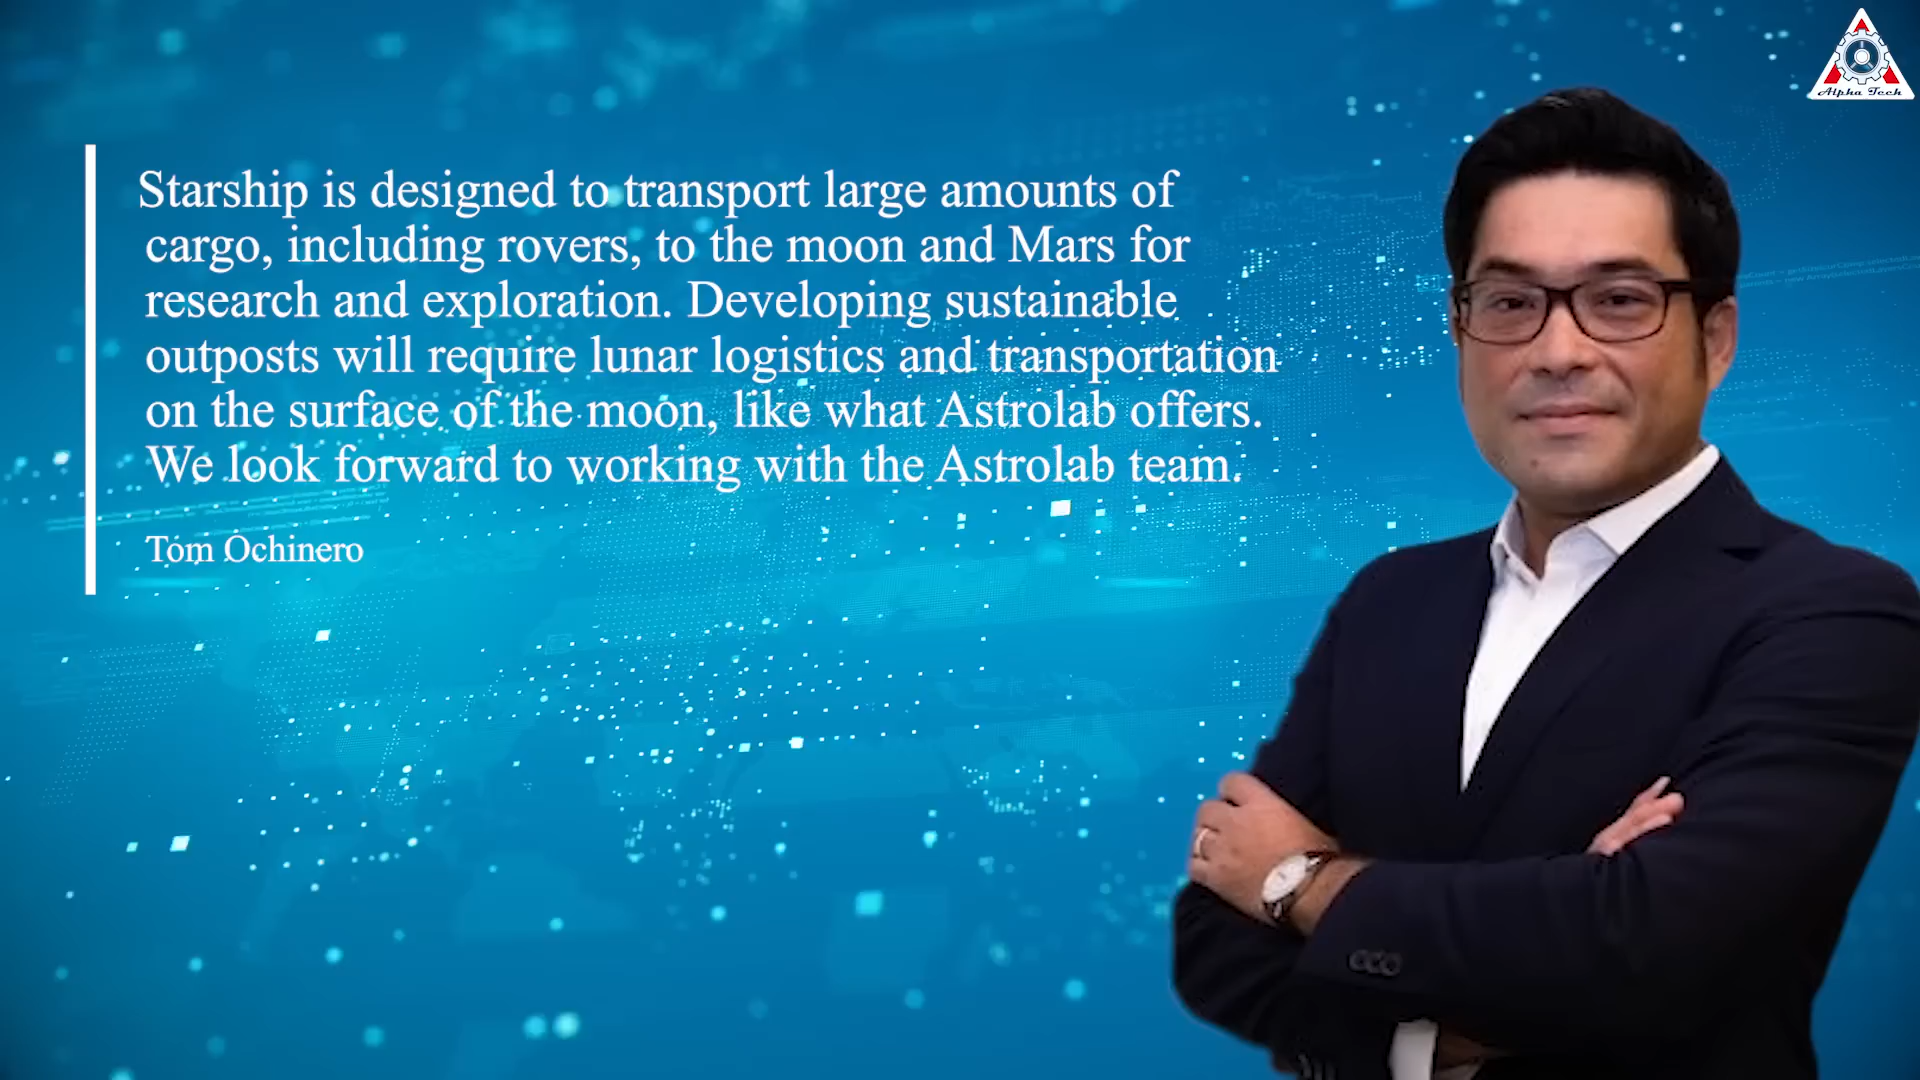 Alpha Tech
Starship is designed to transport large amounts of
cargo, including rovers, to the moon and Mars for
research and exploration. Developing sustainable
outposts will require lunar logistics and transportation
on the surface of the moon, like what Astrolab offers.
We look forward to working with the Astrolab team.
Tom Ochinero